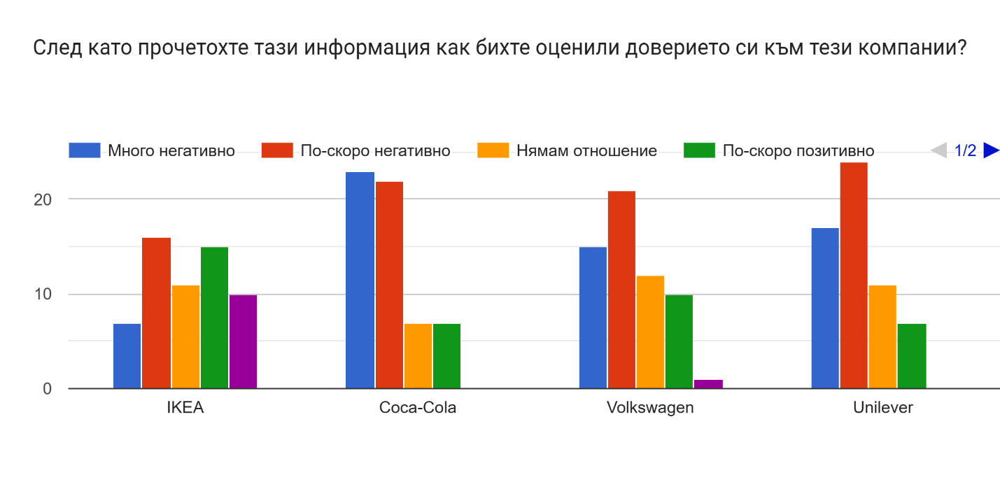 След като прочетохте тази информация как бихте оценили доверието си към тези компании?
Много негативно По-скоро негативно Нямам отношение По-скоро позитивно 1/2
20
10
0
IKEA Coca-Cola Volkswagen Unilever